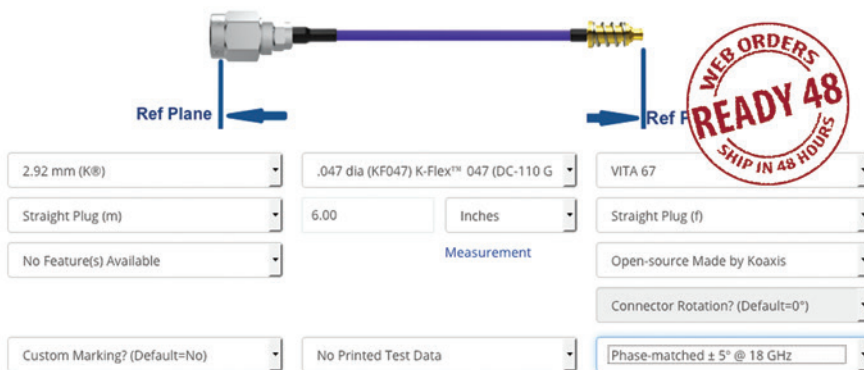 WEB ORDERS
READY 48
SHIP IN 48 HOURS
Ref Plane
Ref
2.92 mm (K®)
.047 dia (KF047) K-Flex™ 047 (DC-110 G
VITA 67
Straight Plug (m)
6.00
Inches
Straight Plug (f)
Measurement
No Feature(s) Available
Open-source Made by Koaxis
Connector Rotation? (Default=0°)
Custom Marking? (Default=No)
No Printed Test Data
Phase-matched ± 5° @ 18 GHz